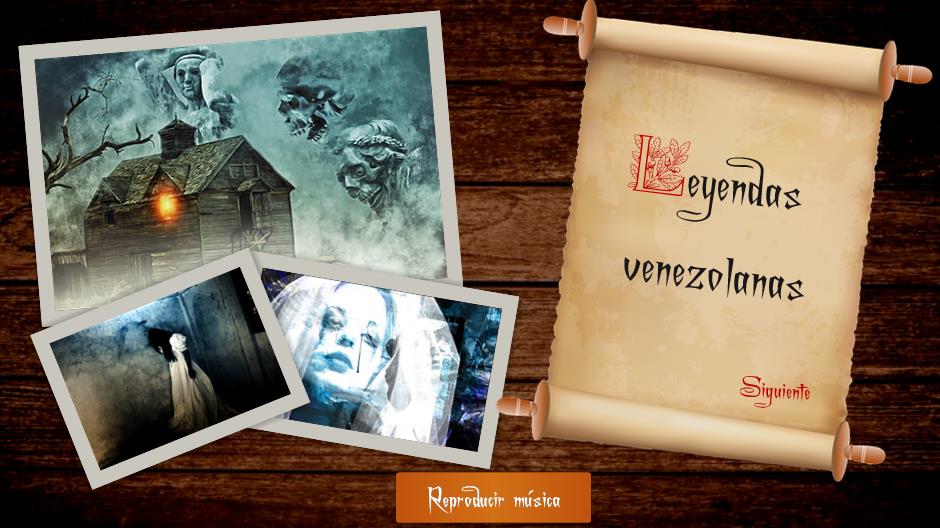 Leyendas
venezolanas
Siguiente
Reproducir música